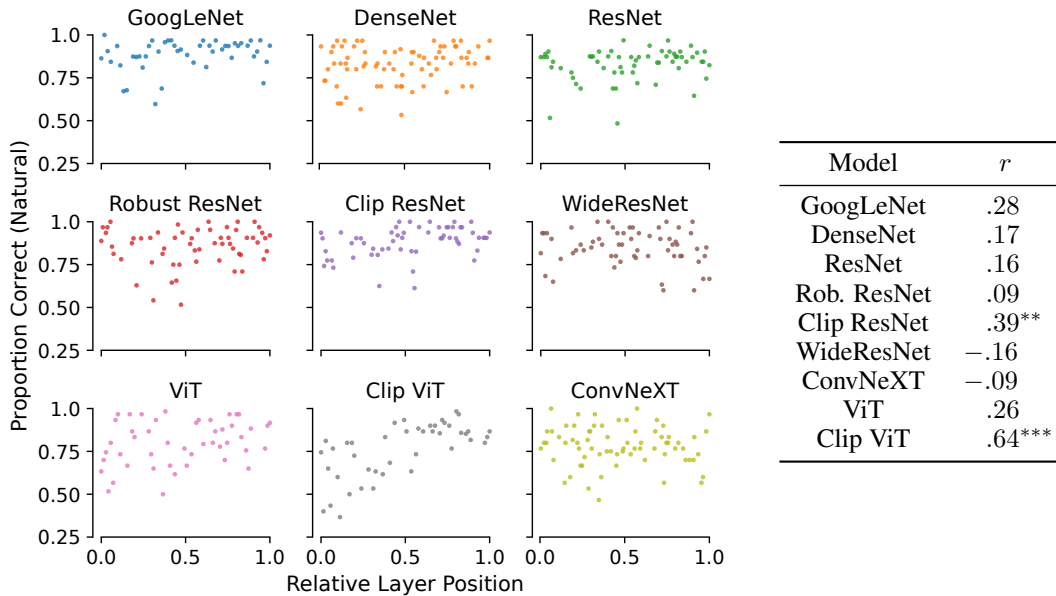 GoogLeNet DenseNet ResNet
1.0
0.75
0.50
0.25
Robust ResNet Clip ResNet WideResNet
1.0
0.75
0.50
0.25
ViT Clip ViT ConvNeXT
1.0
0.75
0.50
0.25
0.0 0.5 1.0 0.0 0.5 1.0 0.0 0.5 1.0
Proportion Correct (Natural)
Relative Layer Position
Model r
GoogLeNet .28
DenseNet .17
ResNet .16
Rob. ResNet .09
Clip ResNet .39**
WideResNet −.16
ConvNeXT −.09
ViT .26
Clip ViT .64***